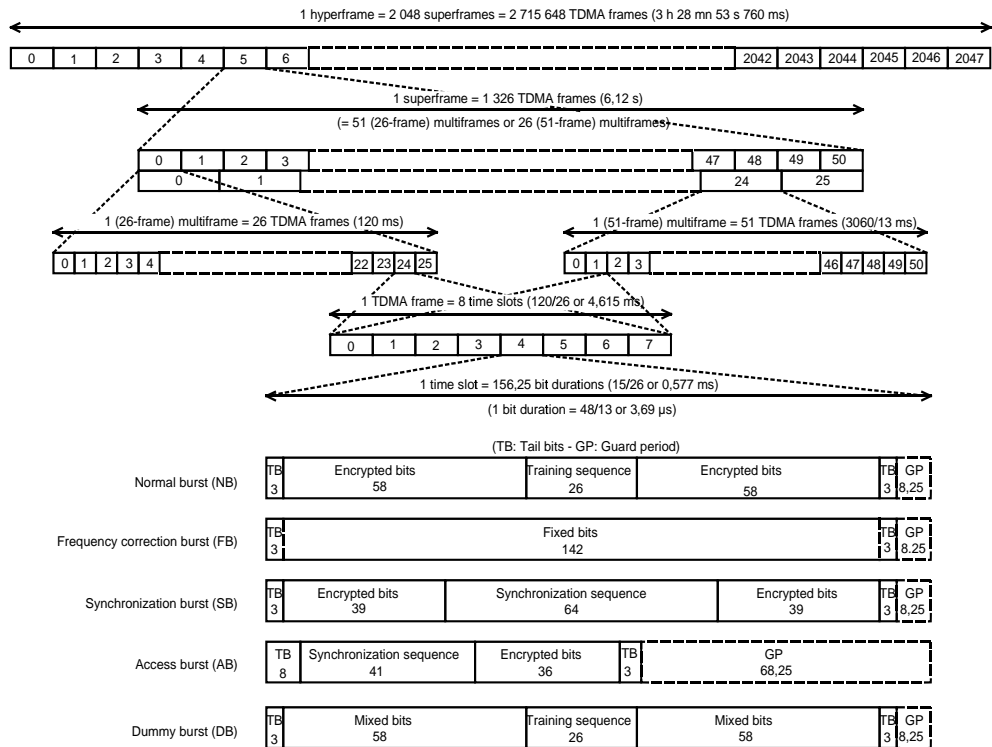 1 hyperframe = 2 048 superframes = 2 715 648 TDMA frames (3 h 28 mn 53 s 760 ms)
0 1 2 3 4 5 6 2042 2043 2044 2045 2046 2047
1 superframe = 1 326 TDMA frames (6,12 s)
(= 51 (26-frame) multiframes or 26 (51-frame) multiframes)
0 1 2 3 47 48 49 50
0 1 24 25
1 (26-frame) multiframe = 26 TDMA frames (120 ms) 1 (51-frame) multiframe = 51 TDMA frames (3060/13 ms)
0 1 2 3 4 22 23 24 25 0 1 2 3 46 47 48 49 50
1 TDMA frame = 8 time slots (120/26 or 4,615 ms)
0 1 2 3 4 5 6 7
1 time slot = 156,25 bit durations (15/26 or 0,577 ms)
(1 bit duration = 48/13 or 3,69 µs)
(TB: Tail bits - GP: Guard period)
Normal burst (NB) TB Encrypted bits Training sequence Encrypted bits TB GP
3 58 26 58 3 8,25
Frequency correction burst (FB) TB Fixed bits TB GP
3 142 3 8.25
Synchronization burst (SB) TB Encrypted bits Synchronization sequence Encrypted bits TB GP
3 39 64 39 3 8,25
Access burst (AB) TB Synchronization sequence Encrypted bits TB GP
8 41 36 3 68,25
Dummy burst (DB) TB Mixed bits Training sequence Mixed bits TB GP
3 58 26 58 3 8,25